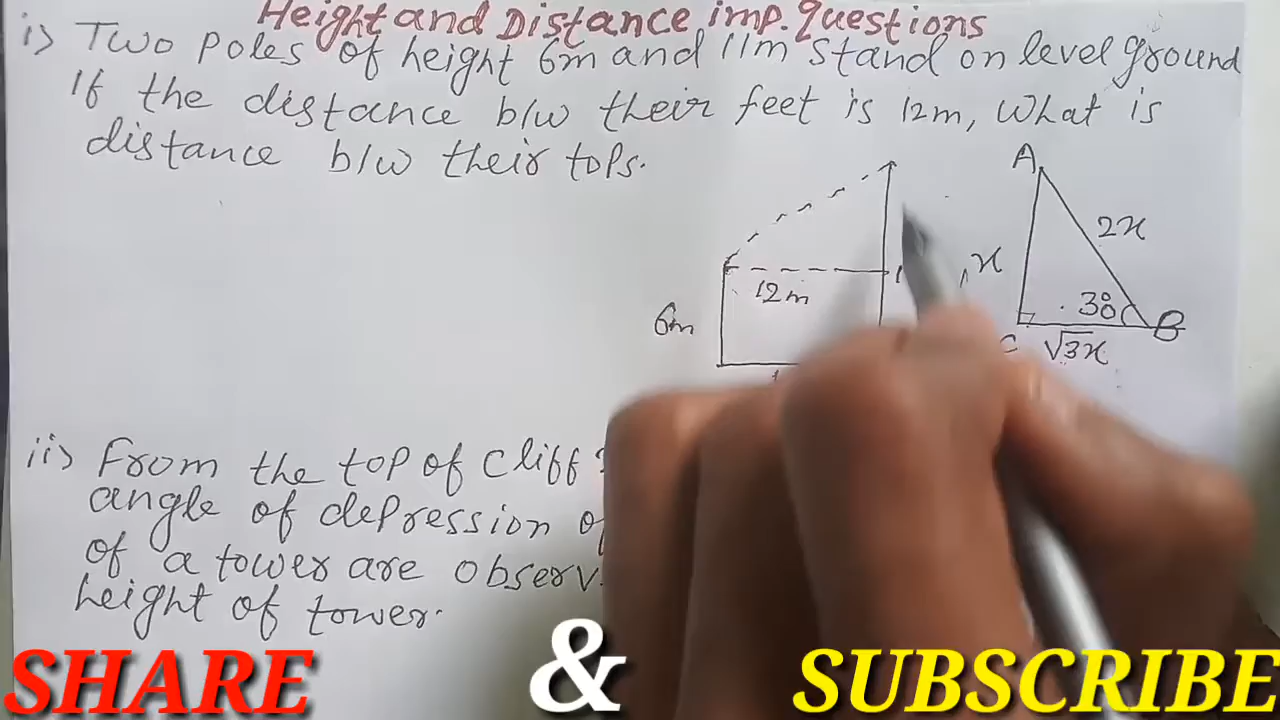 Height and Distance imp. Questions
i) Two poles of height 6m and 11m stand on level ground
If the distance b/w their feet is 12m, What is
distance b/w their tops.
A
2x
x
12m
30
6m
B
C
√3x
ii) From the top of cliff
angle of depression
of a tower are observ
height of tower.
SHARE & SUBSCRIBE